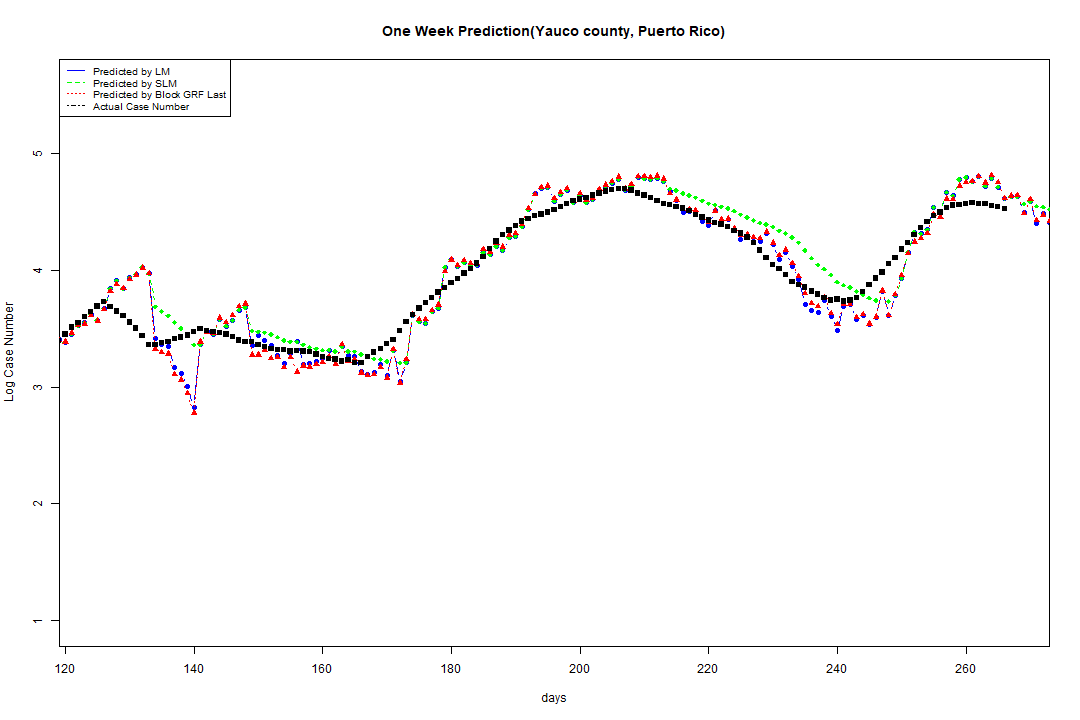 One Week Prediction(Yauco county, Puerto Rico)
Predicted by LM
Predicted by SLM
Predicted by Block GRF Last
Actual Case Number
5
4
3
2
1
Log Case Number
120 140 160 180 200 220 240 260
days